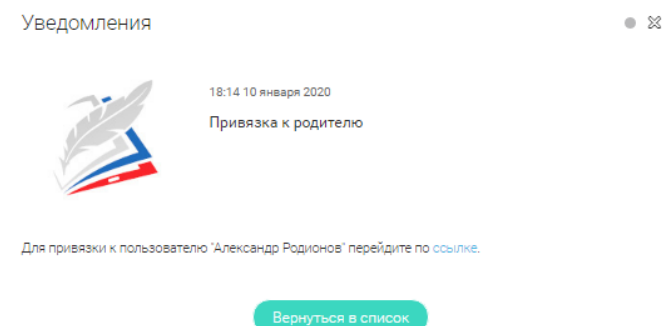 Уведомления
18:14 10 января 2020
Привязка к родителю
Для привязки к пользователю "Александр Родионов" перейдите по ссылке.
Вернуться в список